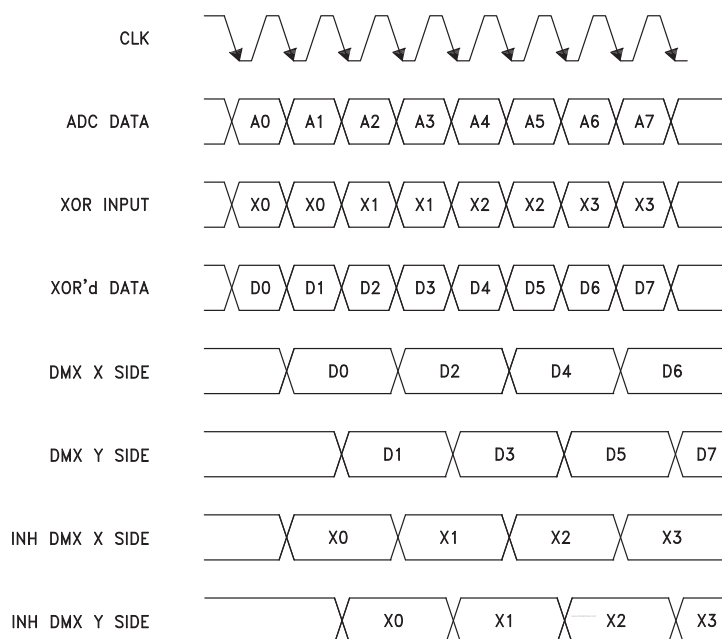 CLK
ADC DATA A0 A1 A2 A3 A4 A5 A6 A7
XOR INPUT X0 X0 X1 X1 X2 X2 X3 X3
XOR'd DATA D0 D1 D2 D3 D4 D5 D6 D7
DMX X SIDE D0 D2 D4 D6
DMX Y SIDE D1 D3 D5 D7
INH DMX X SIDE X0 X1 X2 X3
INH DMX Y SIDE X0 X1 X2 X3